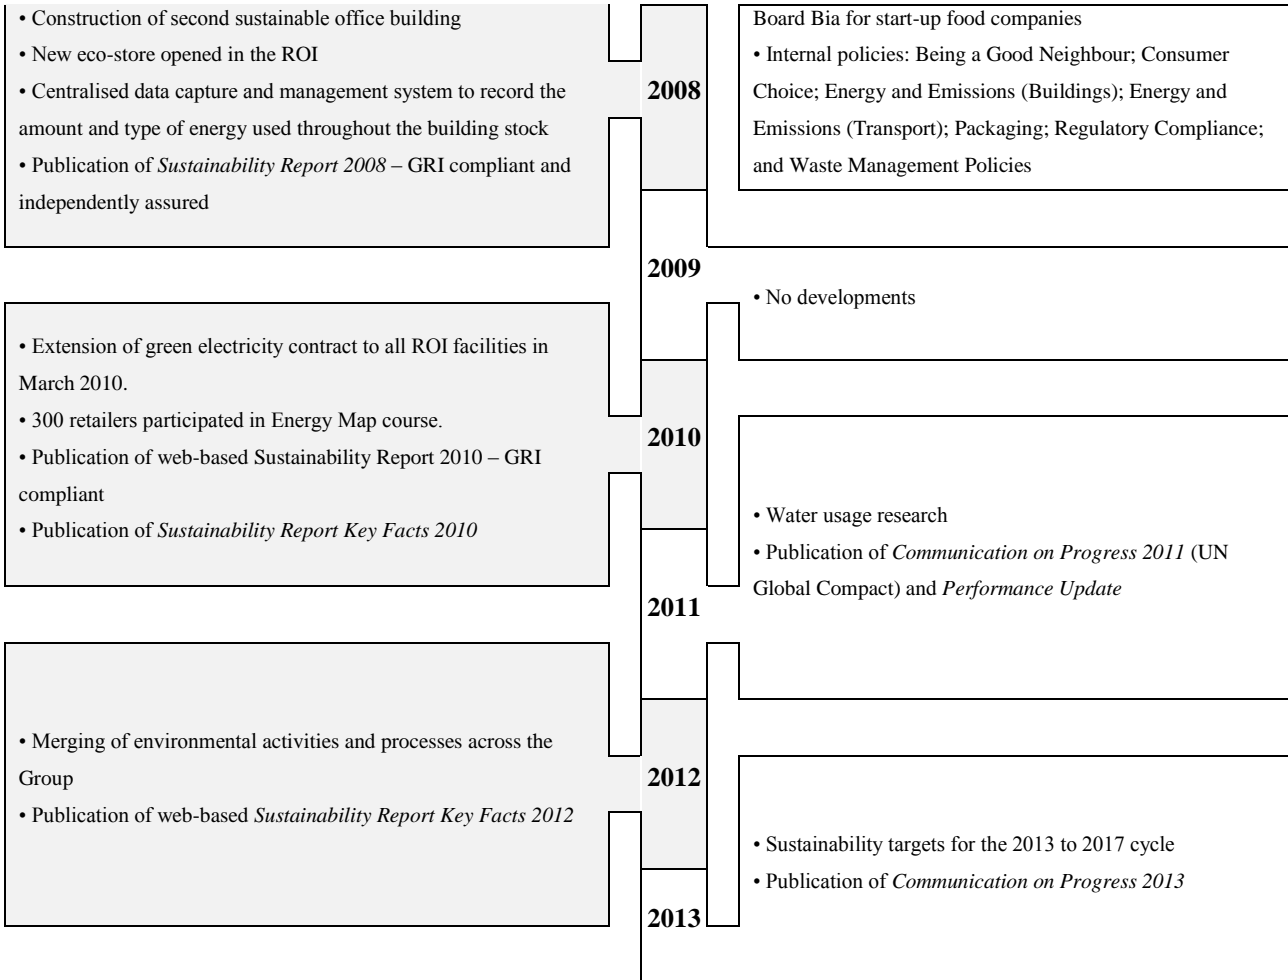 • Construction of second sustainable office building
• New eco-store opened in the ROI
• Centralised data capture and management system to record the
amount and type of energy used throughout the building stock
• Publication of Sustainability Report 2008 – GRI compliant and
independently assured
2008
Board Bia for start-up food companies
• Internal policies: Being a Good Neighbour; Consumer
Choice; Energy and Emissions (Buildings); Energy and
Emissions (Transport); Packaging; Regulatory Compliance;
and Waste Management Policies
2009
• No developments
• Extension of green electricity contract to all ROI facilities in
March 2010.
• 300 retailers participated in Energy Map course.
• Publication of web-based Sustainability Report 2010 – GRI
compliant
• Publication of Sustainability Report Key Facts 2010
2010
• Water usage research
• Publication of Communication on Progress 2011 (UN
Global Compact) and Performance Update
2011
• Merging of environmental activities and processes across the
Group
• Publication of web-based Sustainability Report Key Facts 2012
2012
• Sustainability targets for the 2013 to 2017 cycle
• Publication of Communication on Progress 2013
2013